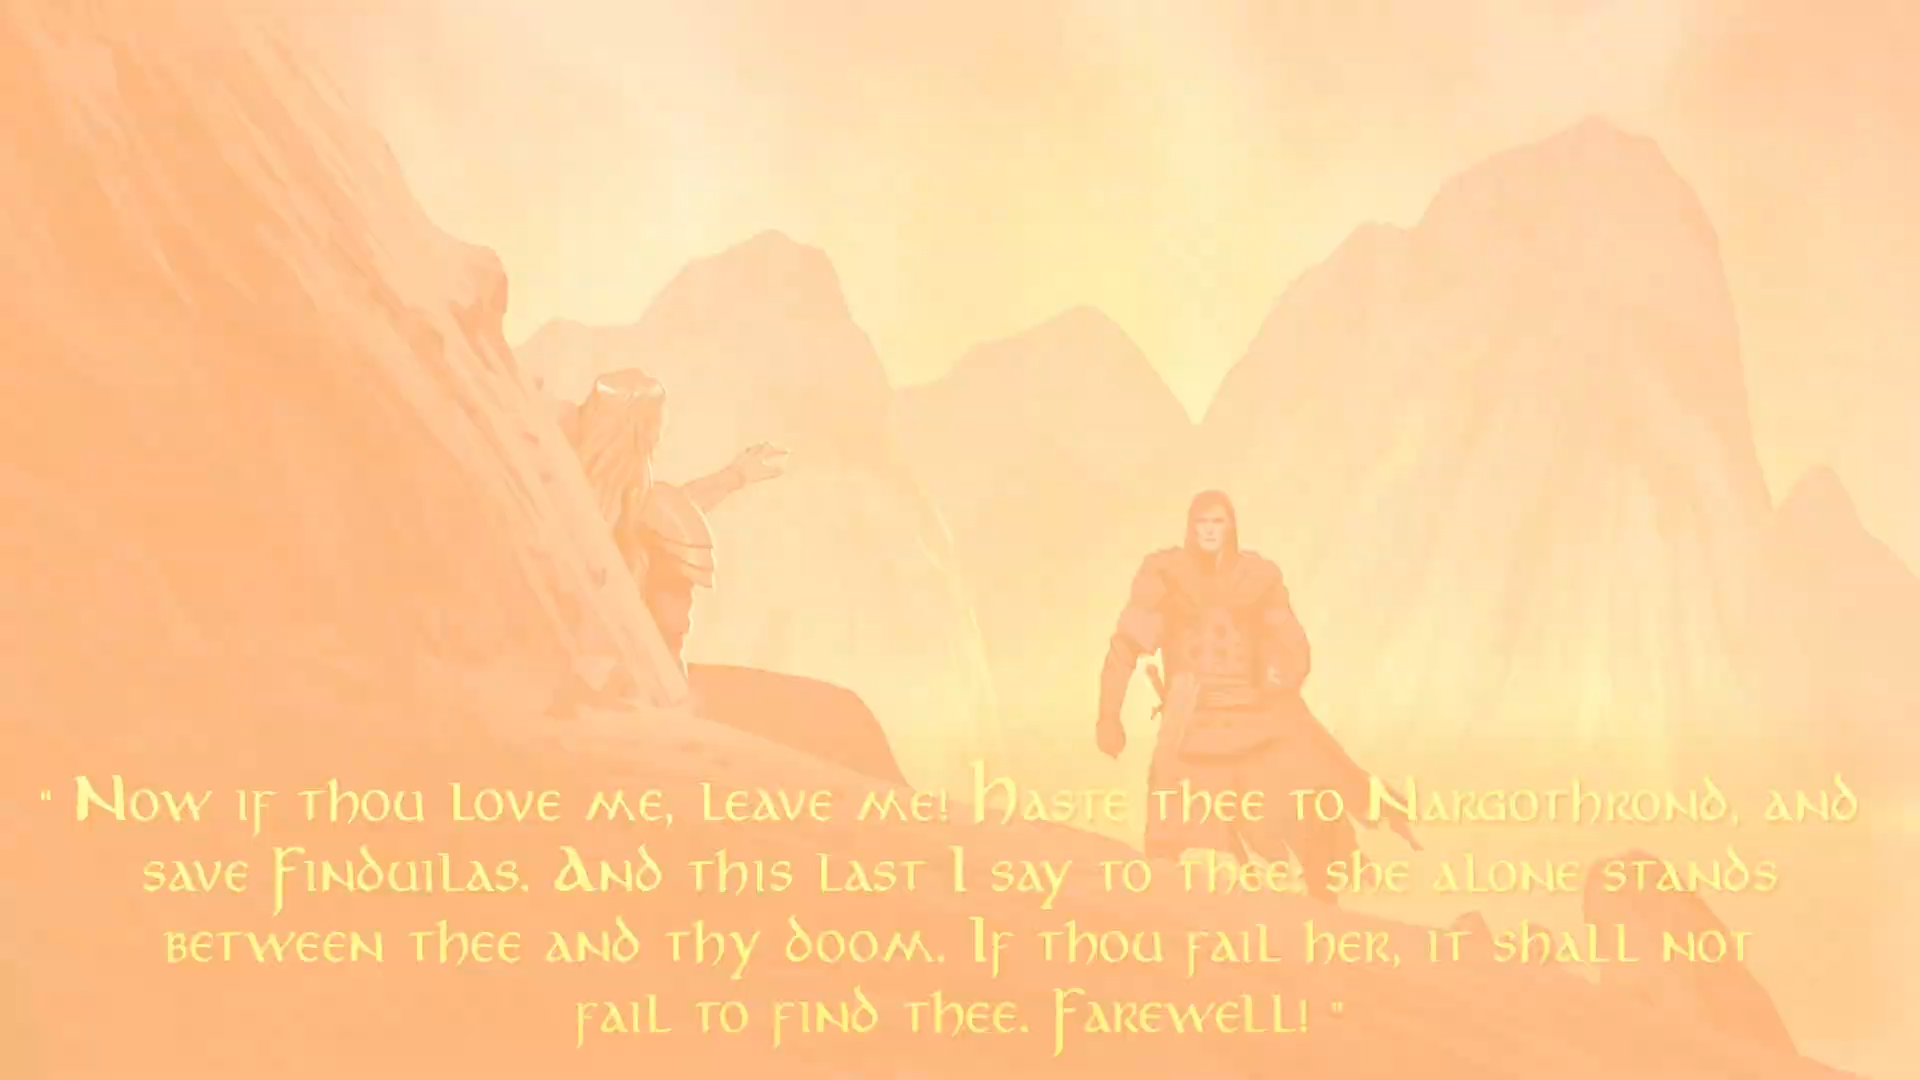 " Now if thou love me, leave me! Haste thee to Nargothrond, and
save Finduilas. And this last I say to thee: she alone stands
between thee and thy doom. If thou fail her, it shall not
fail to find thee. Farewell! "